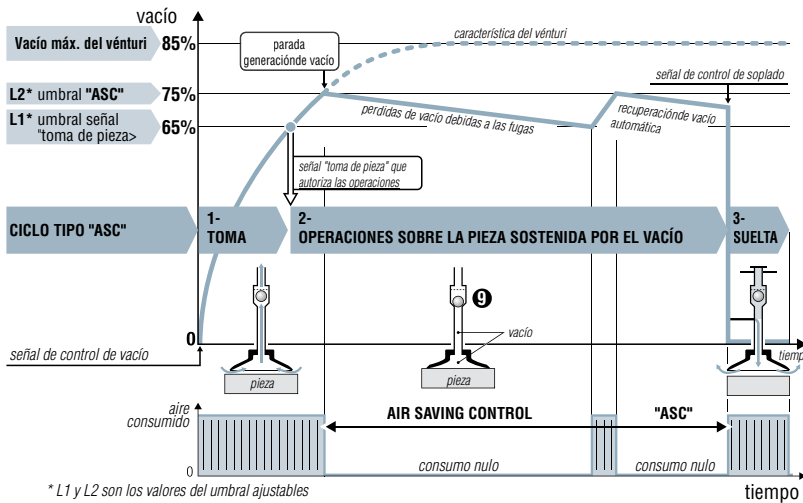 vacío
Vacío máx. del vénturi 85%
parada
generaciónde vacío
característica del vénturi
señal de control de soplado
L2* umbral "ASC" 75%
L1* umbral señal
"toma de pieza>
65%
perdidas de vacío debidas a las fugas
recuperaciónde vacío
automática
señal "toma de pieza" que
autoriza las operaciones
CICLO TIPO "ASC"
1-
TOMA
2-
OPERACIONES SOBRE LA PIEZA SOSTENIDA POR EL VACÍO
3-
SUELTA
9
vacío
0
tiemp
señal de control de vacío
pieza
pieza
aire
consumido
AIR SAVING CONTROL "ASC"
0
consumo nulo
consumo nulo
* L1 y L2 son los valores del umbral ajustables
tiempo